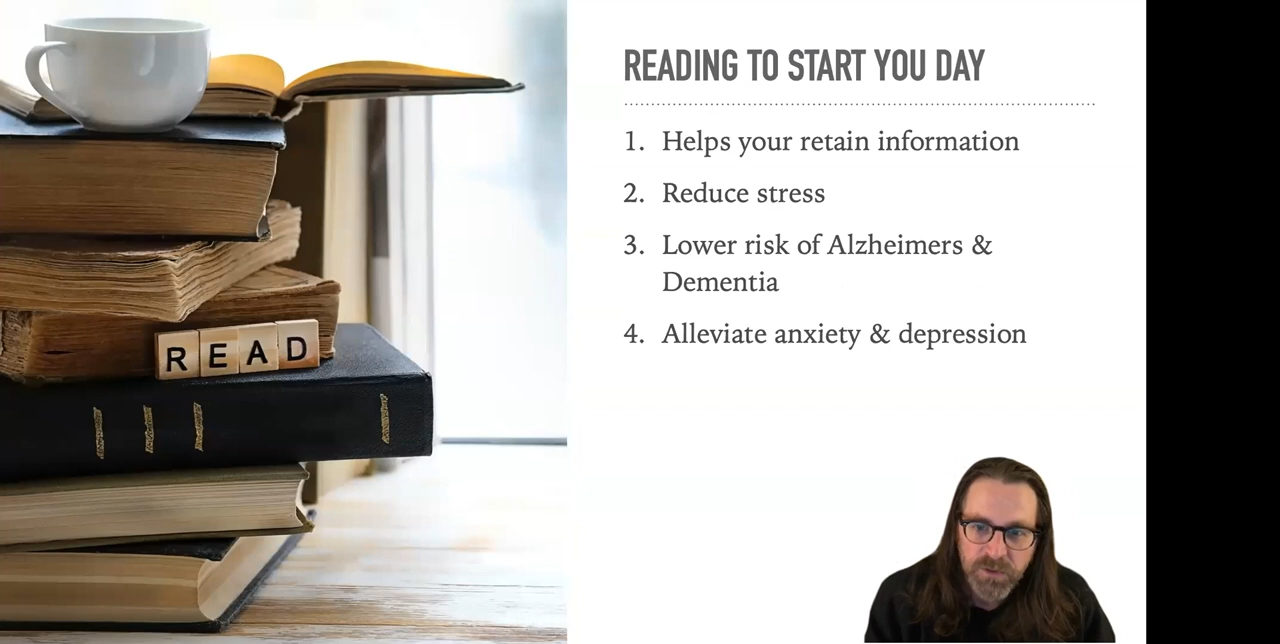 READING TO START YOU DAY
1. Helps your retain information
2. Reduce stress
3. Lower risk of Alzheimers &
Dementia
4. Alleviate anxiety & depression
READ